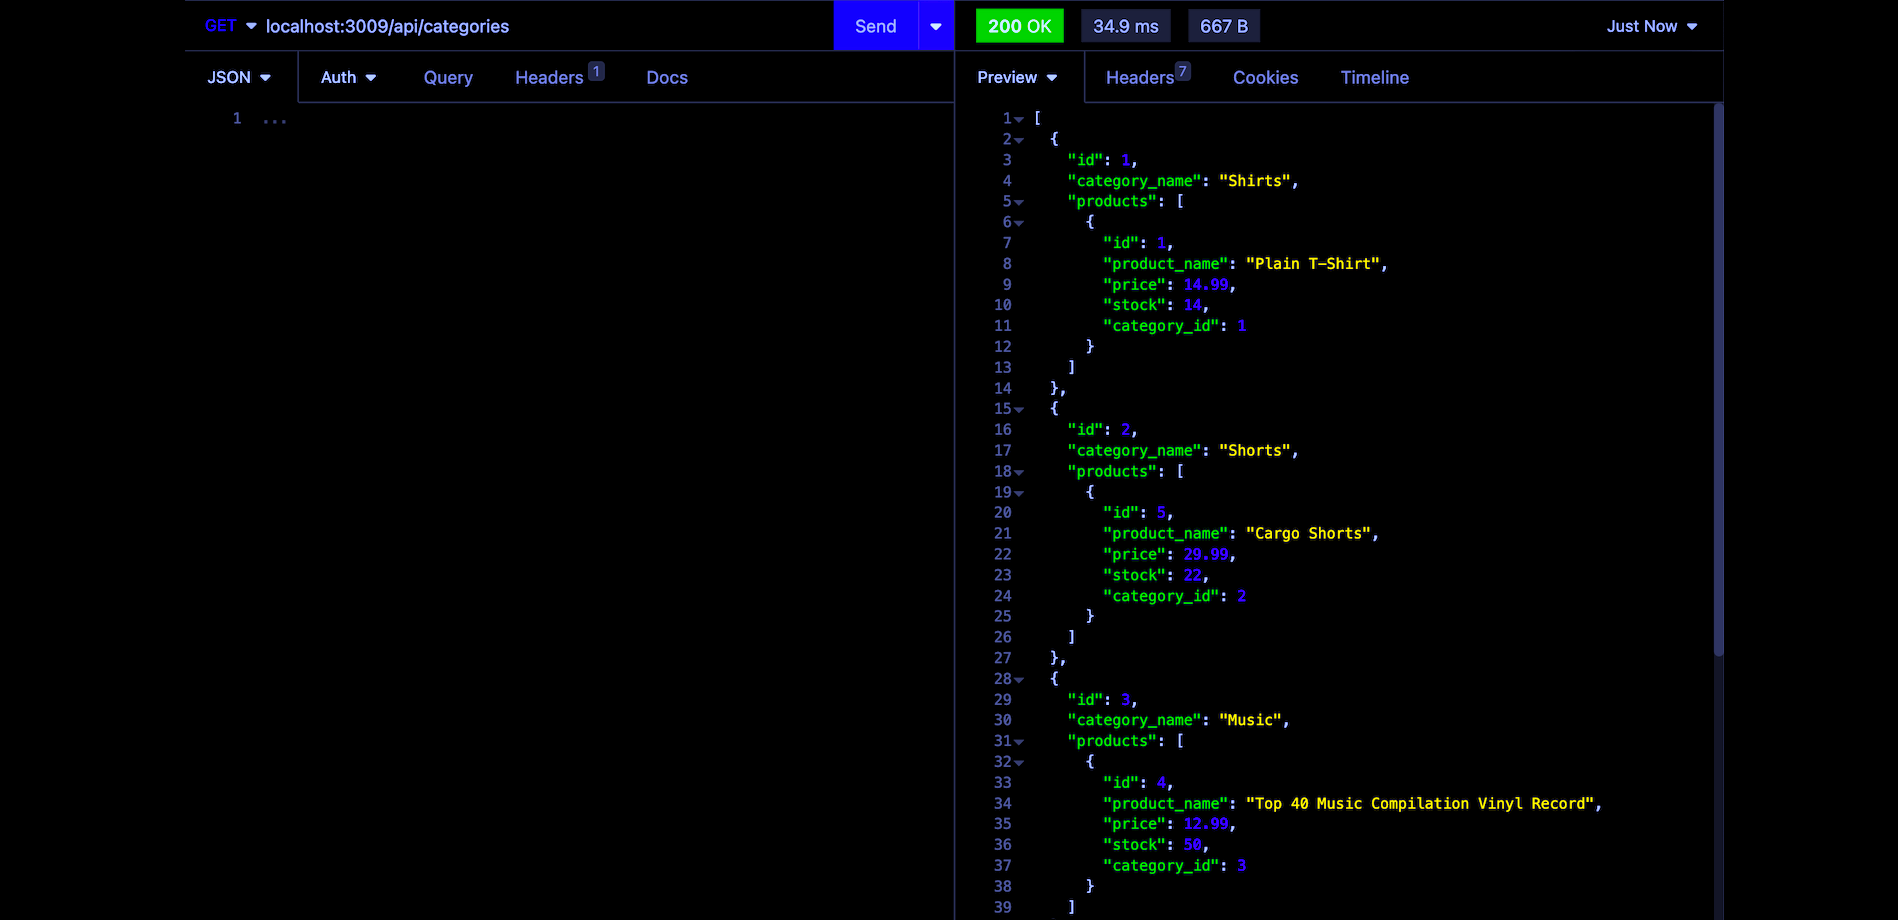 GET localhost:3009/api/categories Send 200 OK 34.9 ms 667 B Just Now
JSON Auth Query Headers 1 Docs Preview Headers 7 Cookies Timeline
1 ...
1 [
2 {
3 "id": 1,
4 "category_name": "Shirts",
5 "products": [
6 {
7 "id": 1,
8 "product_name": "Plain T-Shirt",
9 "price": 14.99,
10 "stock": 14,
11 "category_id": 1
12 }
13 ]
14 },
15 {
16 "id": 2,
17 "category_name": "Shorts",
18 "products": [
19 {
20 "id": 5,
21 "product_name": "Cargo Shorts",
22 "price": 29.99,
23 "stock": 22,
24 "category_id": 2
25 }
26 ]
27 },
28 {
29 "id": 3,
30 "category_name": "Music",
31 "products": [
32 {
33 "id": 4,
34 "product_name": "Top 40 Music Compilation Vinyl Record",
35 "price": 12.99,
36 "stock": 50,
37 "category_id": 3
38 }
39 ]